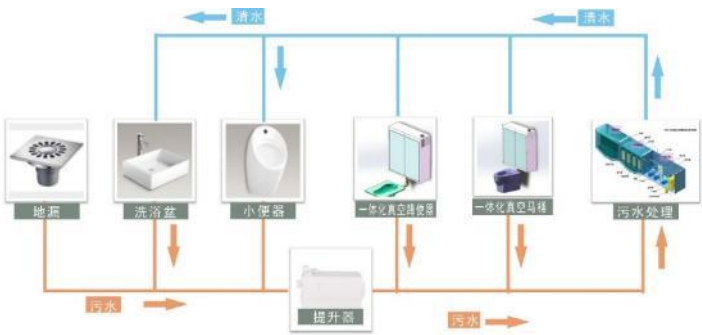 清水
清水
地漏
洗浴盆
小便器
一体化真空蹲便器
一体化真空马桶
污水处理
污水
提升器
污水